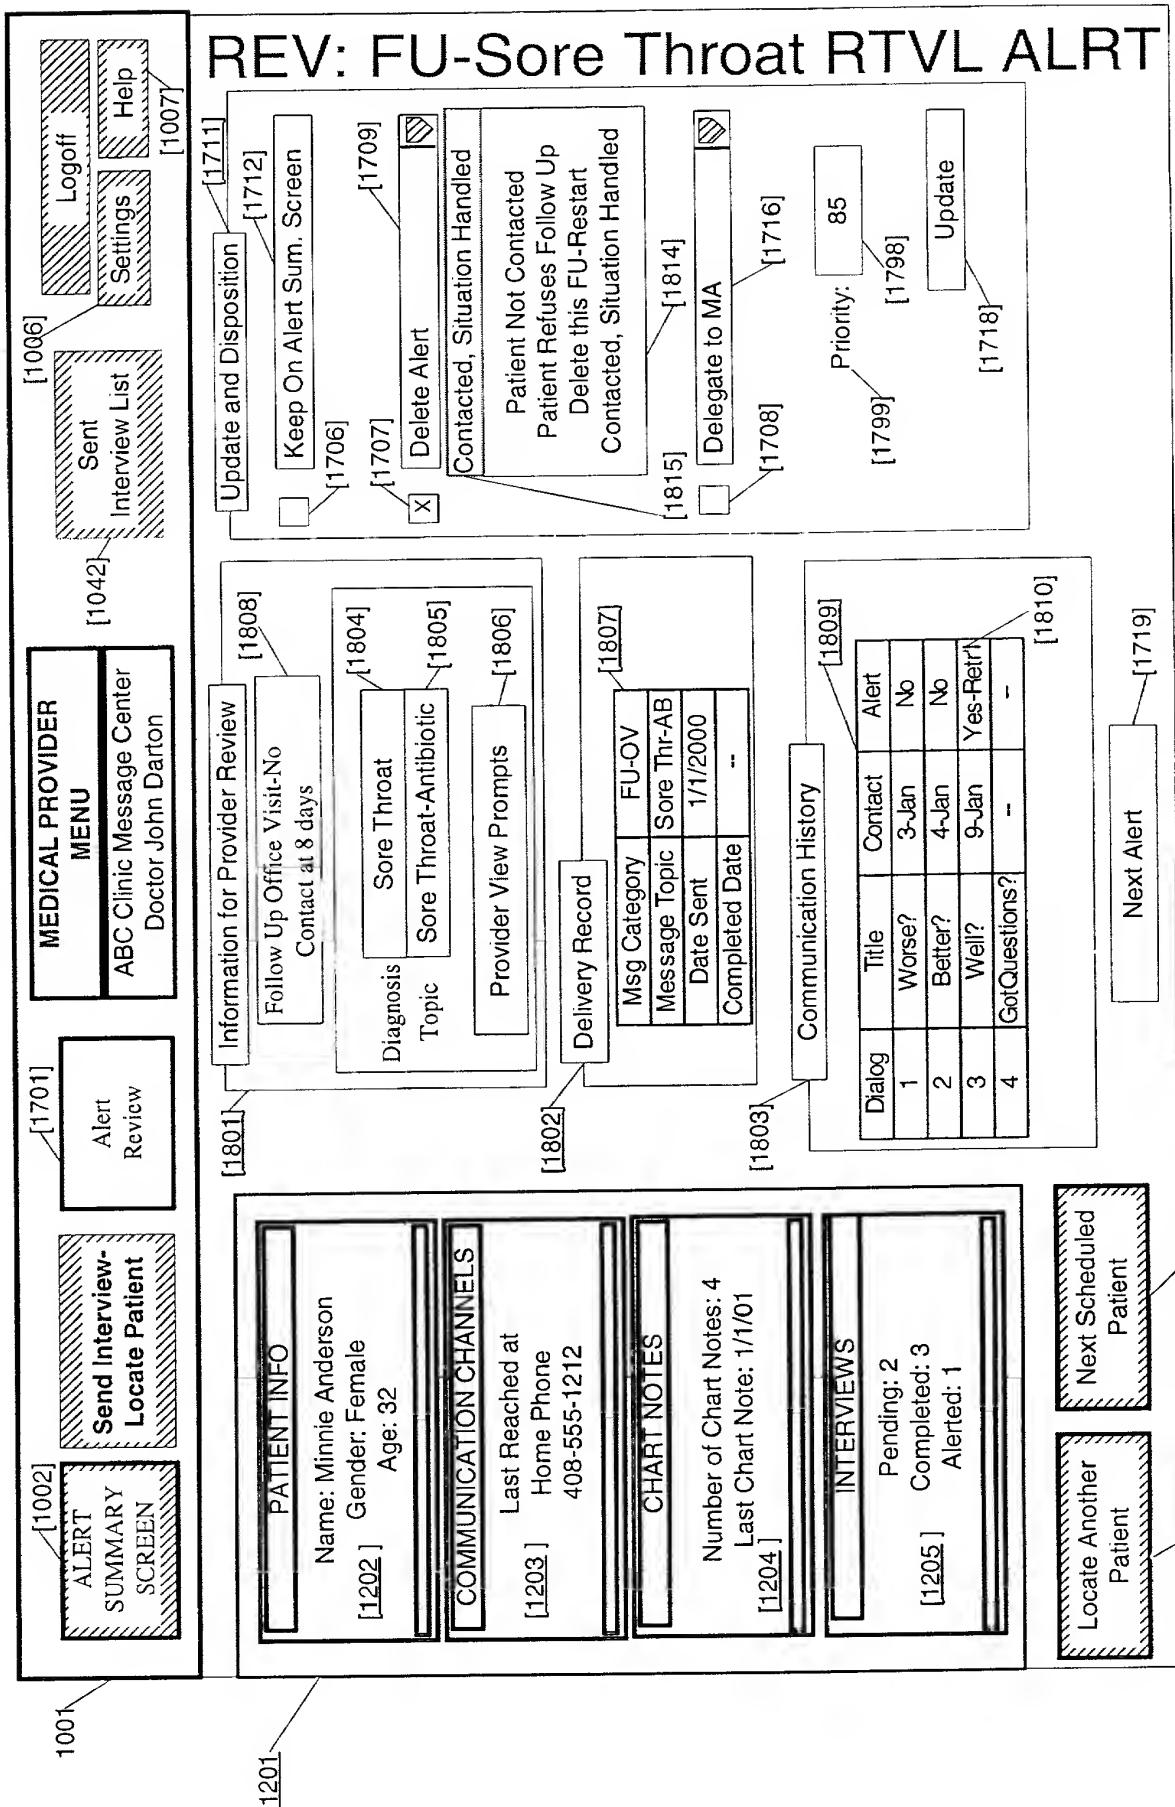 1001
[1002]
ALERT
SUMMARY
SCREEN
Send Interview-
Locate Patient
[1701]
Alert
Review
MEDICAL PROVIDER
MENU
ABC Clinic Message Center
Doctor John Darton
[1042]
Sent
Interview List
[1006]
Logoff
Settings
Help
[1007]
REV: FU-Sore Throat RTVL ALRT
1201
PATIENT INFO
Name: Minnie Anderson
Gender: Female
Age: 32
[1202]
COMMUNICATION CHANNELS
Last Reached at
Home Phone
408-555-1212
[1203]
CHART NOTES
Number of Chart Notes: 4
Last Chart Note: 1/1/01
[1204]
INTERVIEWS
Pending: 2
Completed: 3
Alerted: 1
[1205]
Locate Another
Patient
Next Scheduled
Patient
[1801]
Information for Provider Review
Follow Up Office Visit-No
Contact at 8 days
[1808]
Diagnosis Sore Throat
[1804]
Topic Sore Throat-Antibiotic
[1805]
Provider View Prompts
[1806]
[1802]
Delivery Record
[1807]
Msg Category FU-OV
Message Topic Sore Thr-AB
Date Sent 1/1/2000
Completed Date --
[1803]
Communication History
[1809]
Dialog Title Contact Alert
1 Worse? 3-Jan No
2 Better? 4-Jan No
3 Well? 9-Jan Yes-Retr'l
4 GotQuestions? -- --
[1810]
Next Alert
[1719]
[1711]
Update and Disposition
[1712]
Keep On Alert Sum. Screen
[1706]
[1707]
X Delete Alert
[1709]
Contacted, Situation Handled
Patient Not Contacted
Patient Refuses Follow Up
Delete this FU-Restart
Contacted, Situation Handled
[1814]
[1815]
Delegate to MA
[1708]
[1716]
Priority: 85
[1799]
[1798]
Update
[1718]